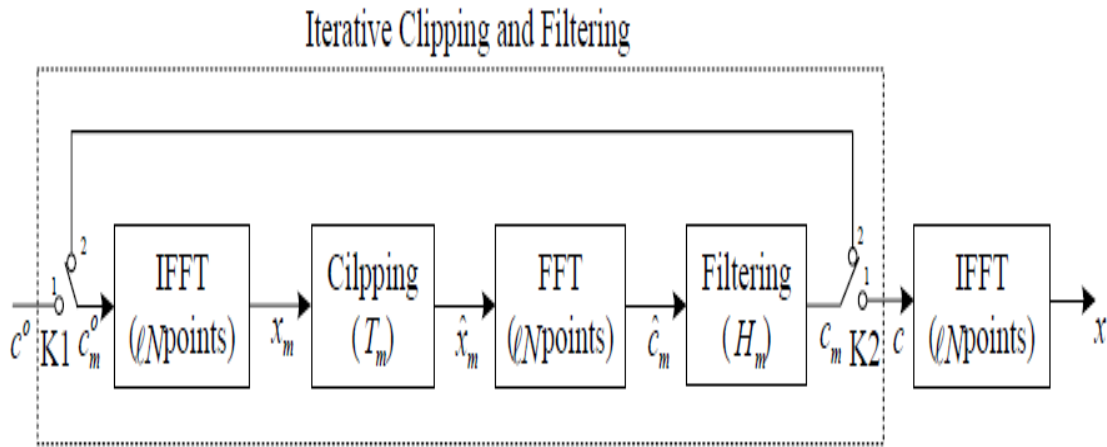 Iterative Clipping and Filtering
2
2
1
1
IFFT
(ℓNpoints)
Cilpping
(T_m)
FFT
(ℓNpoints)
Filtering
(H_m)
IFFT
(ℓNpoints)
c^o K1 c_m^o
x_m
x̂_m
ĉ_m
c_m K2 c
x